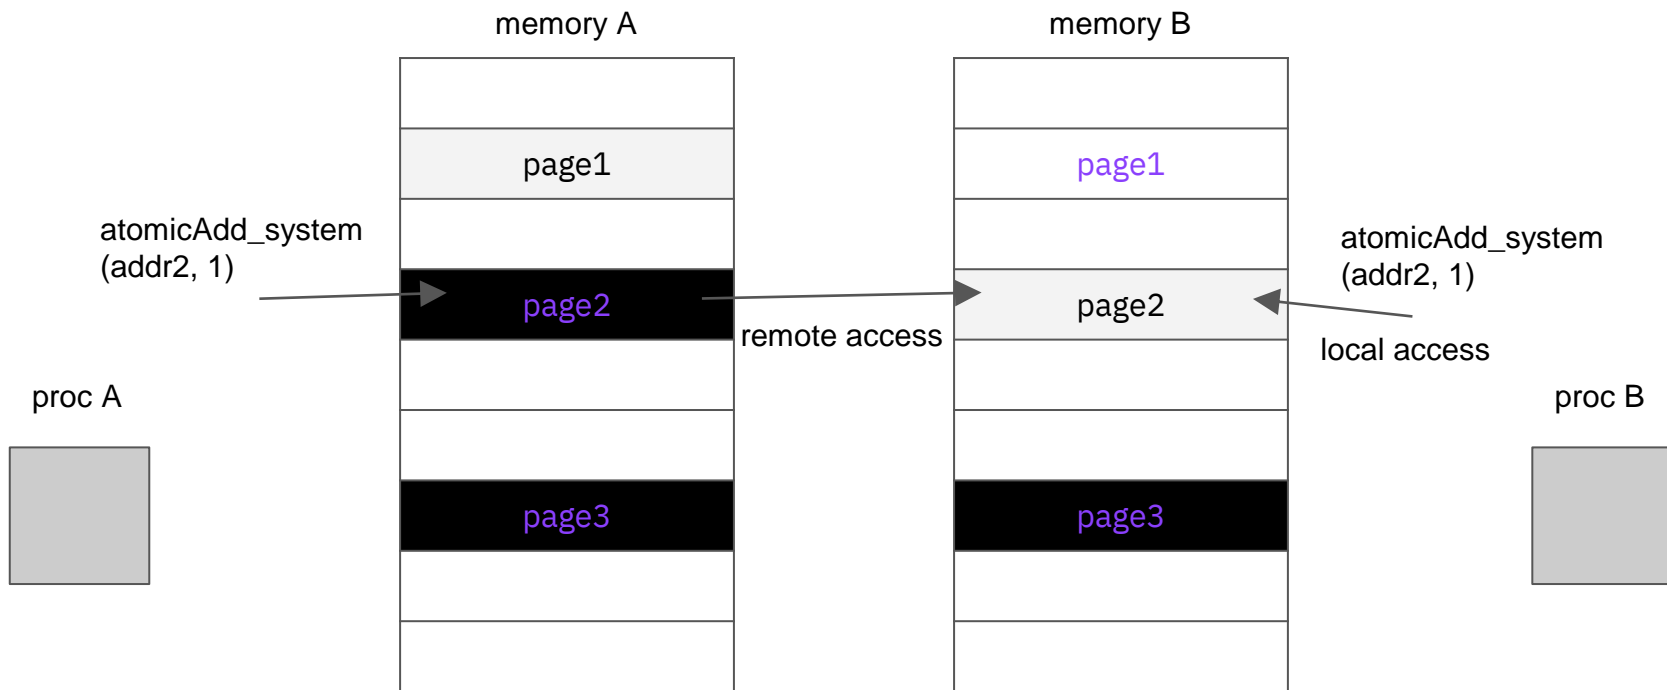 memory A
memory B
page1
page1
atomicAdd_system
(addr2, 1)
atomicAdd_system
(addr2, 1)
page2
page2
remote access
local access
proc A
proc B
page3
page3